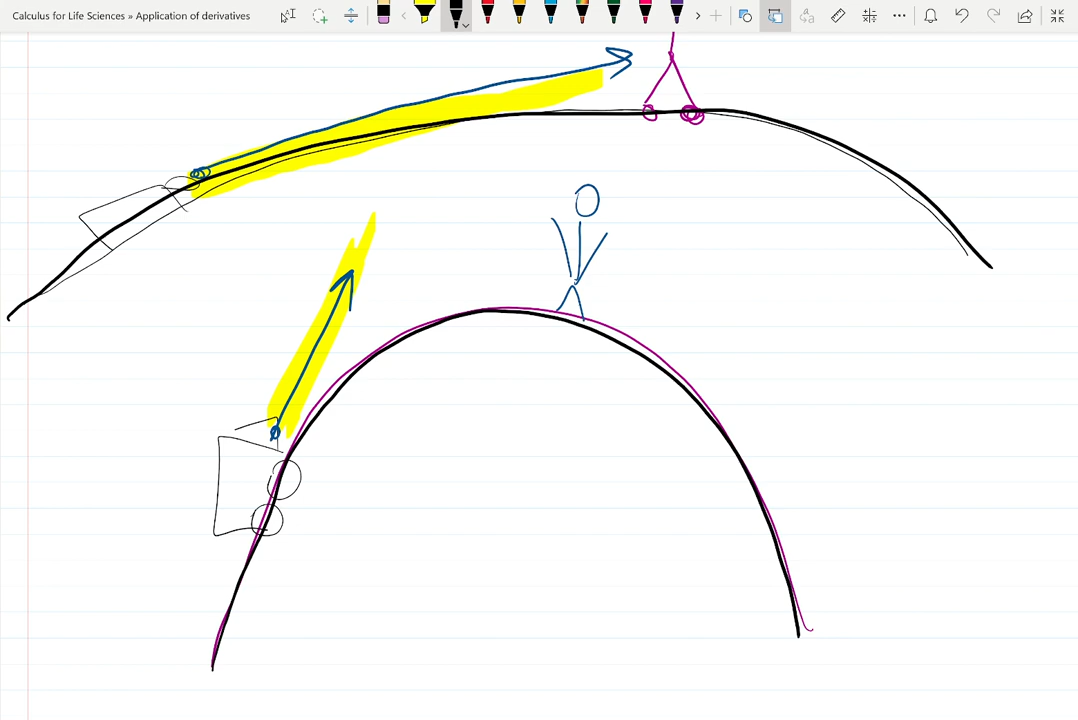 Calculus for Life Sciences » Application of derivatives